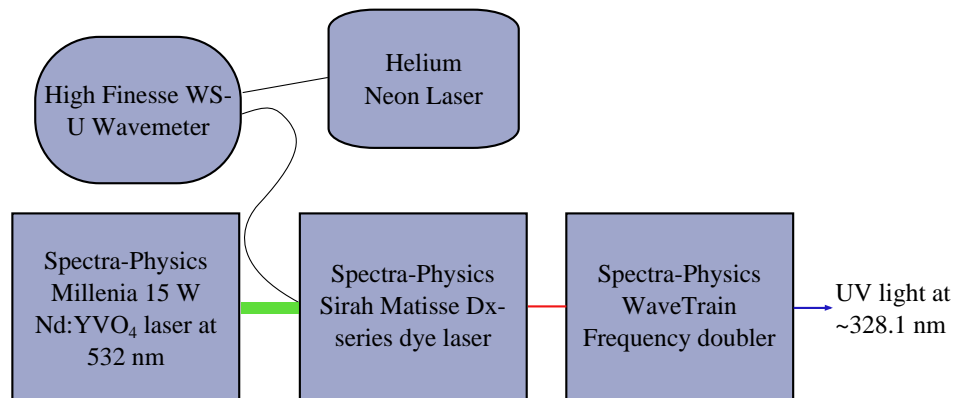 High Finesse WS-
U Wavemeter
Helium
Neon Laser
Spectra-Physics
Millenia 15 W
Nd:YVO₄ laser at
532 nm
Spectra-Physics
Sirah Matisse Dx-
series dye laser
Spectra-Physics
WaveTrain
Frequency doubler
UV light at
~328.1 nm